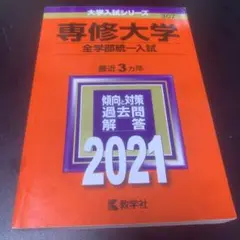 大学入試シリーズ
専修大学
全学部統一入試
最近3カ年
傾向と対策
過去問
解答
2021
教学社